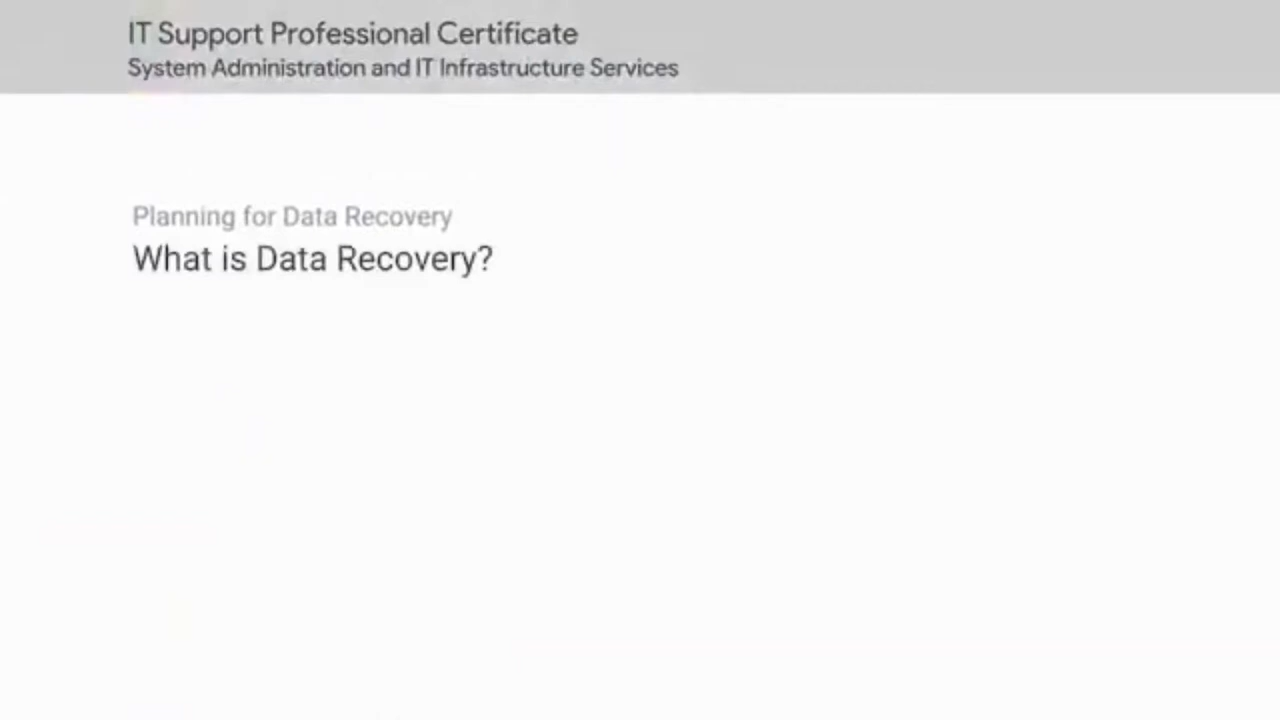 IT Support Professional Certificate
System Administration and IT Infrastructure Services
Planning for Data Recovery
What is Data Recovery?